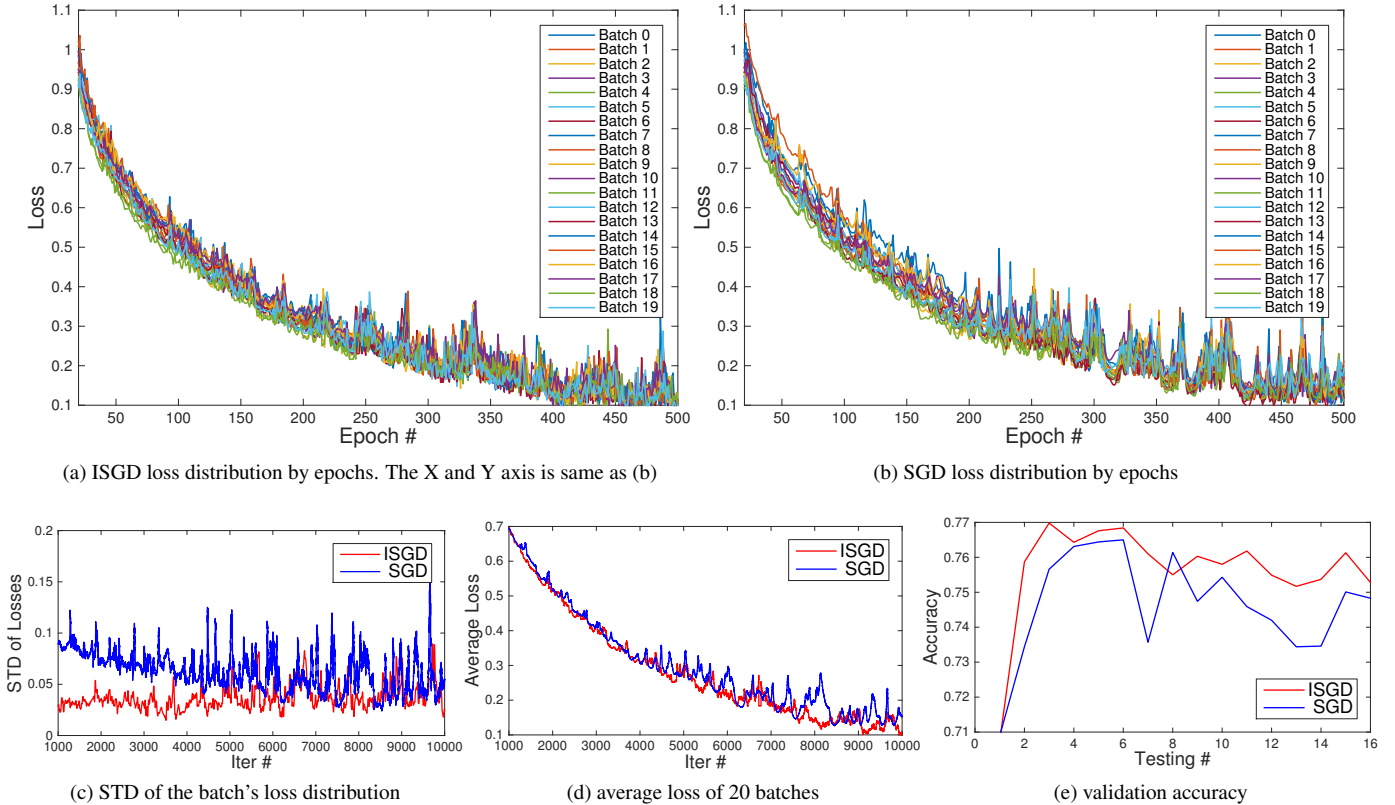 1.1
1
0.9
0.8
0.7
0.6
0.5
0.4
0.3
0.2
0.1
Loss
50 100 150 200 250 300 350 400 450 500
Epoch #
Batch 0
Batch 1
Batch 2
Batch 3
Batch 4
Batch 5
Batch 6
Batch 7
Batch 8
Batch 9
Batch 10
Batch 11
Batch 12
Batch 13
Batch 14
Batch 15
Batch 16
Batch 17
Batch 18
Batch 19
(a) ISGD loss distribution by epochs. The X and Y axis is same as (b)
1.1
1
0.9
0.8
0.7
0.6
0.5
0.4
0.3
0.2
0.1
Loss
50 100 150 200 250 300 350 400 450 500
Epoch #
Batch 0
Batch 1
Batch 2
Batch 3
Batch 4
Batch 5
Batch 6
Batch 7
Batch 8
Batch 9
Batch 10
Batch 11
Batch 12
Batch 13
Batch 14
Batch 15
Batch 16
Batch 17
Batch 18
Batch 19
(b) SGD loss distribution by epochs
0.2
0.15
0.1
0.05
0
STD of Losses
ISGD
SGD
1000 2000 3000 4000 5000 6000 7000 8000 9000 10000
Iter #
(c) STD of the batch's loss distribution
0.7
0.6
0.5
0.4
0.3
0.2
0.1
Average Loss
ISGD
SGD
1000 2000 3000 4000 5000 6000 7000 8000 9000 10000
Iter #
(d) average loss of 20 batches
0.77
0.76
0.75
0.74
0.73
0.72
0.71
Accuracy
ISGD
SGD
0 2 4 6 8 10 12 14 16
Testing #
(e) validation accuracy